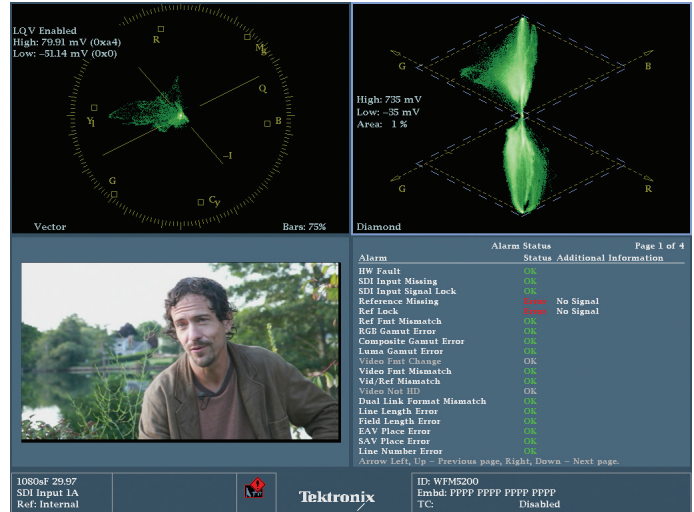 LQV Enabled
High: 79.91 mV (0xa4)
Low: –51.14 mV (0x0)
R
Mg
Q
Yl
B
–I
G
Cy
Vector
Bars: 75%
G
B
High: 735 mV
Low: –35 mV
Area: 1 %
G
R
Diamond
Alarm Status Page 1 of 4
Alarm Status Additional Information
HW Fault OK
SDI Input Missing OK
SDI Input Signal Lock OK
Reference Missing No Signal
Ref Lock No Signal
Ref Fmt Mismatch OK
RGB Gamut Error OK
Composite Gamut Error OK
Luma Gamut Error OK
Video Fmt Change OK
Video Fmt Mismatch OK
Vid/Ref Mismatch OK
Video Not HD OK
Dual Link Format Mismatch OK
Line Length Error OK
Field Length Error OK
EAV Place Error OK
SAV Place Error OK
Line Number Error OK
Arrow Left, Up – Previous page, Right, Down – Next page.
1080sF 29.97
SDI Input 1A
Ref: Internal
Tektronix
ID: WFM5200
Embd: PPPP PPPP PPPP PPPP
TC: Disabled